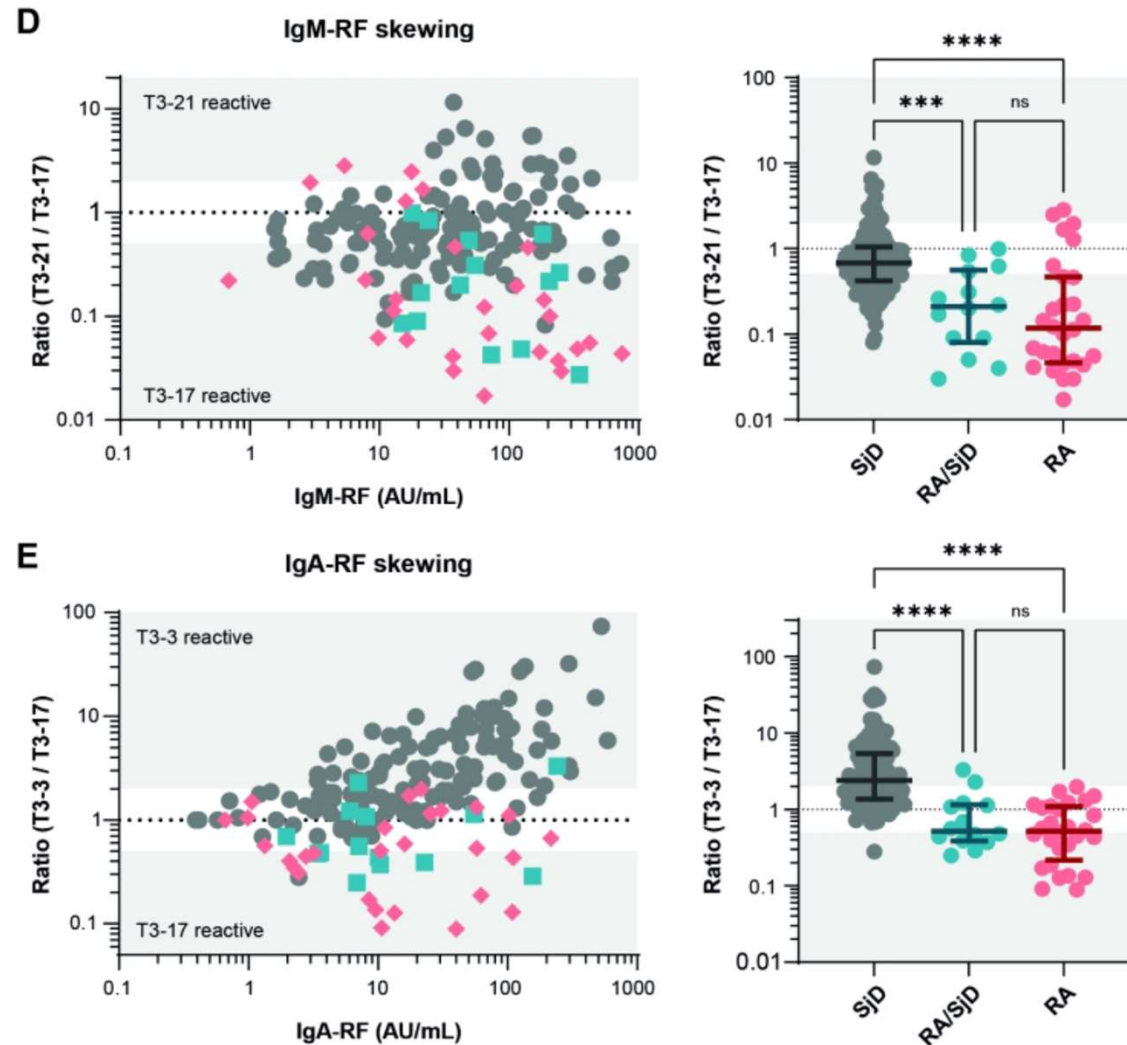 D
IgM-RF skewing
Ratio (T3-21 / T3-17)
10
1
0.1
0.01
T3-21 reactive
T3-17 reactive
0.1 1 10 100 1000
IgM-RF (AU/mL)
****
***
ns
Ratio (T3-21 / T3-17)
100
10
1
0.1
0.01
SjD
RA/SjD
RA
E
IgA-RF skewing
Ratio (T3-3 / T3-17)
100
10
1
0.1
T3-3 reactive
T3-17 reactive
0.1 1 10 100 1000
IgA-RF (AU/mL)
****
****
ns
Ratio (T3-3 / T3-17)
100
10
1
0.1
0.01
SjD
RA/SjD
RA